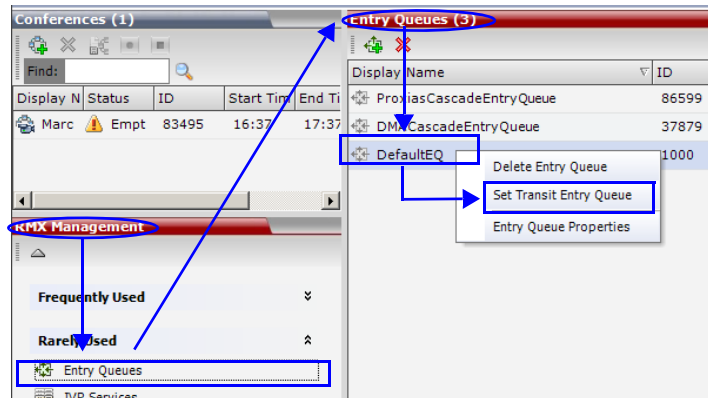 Conferences (1)
Find:
Display N Status ID Start Tim End Ti
Marc Empt 83495 16:37 17:37
RMX Management
Frequently Used
Rarely Used
Entry Queues
IVR Services
Entry Queues (3)
Display Name ID
ProxiasCascadeEntryQueue 86599
DMACascadeEntryQueue 37879
DefaultEQ 1000
Delete Entry Queue
Set Transit Entry Queue
Entry Queue Properties